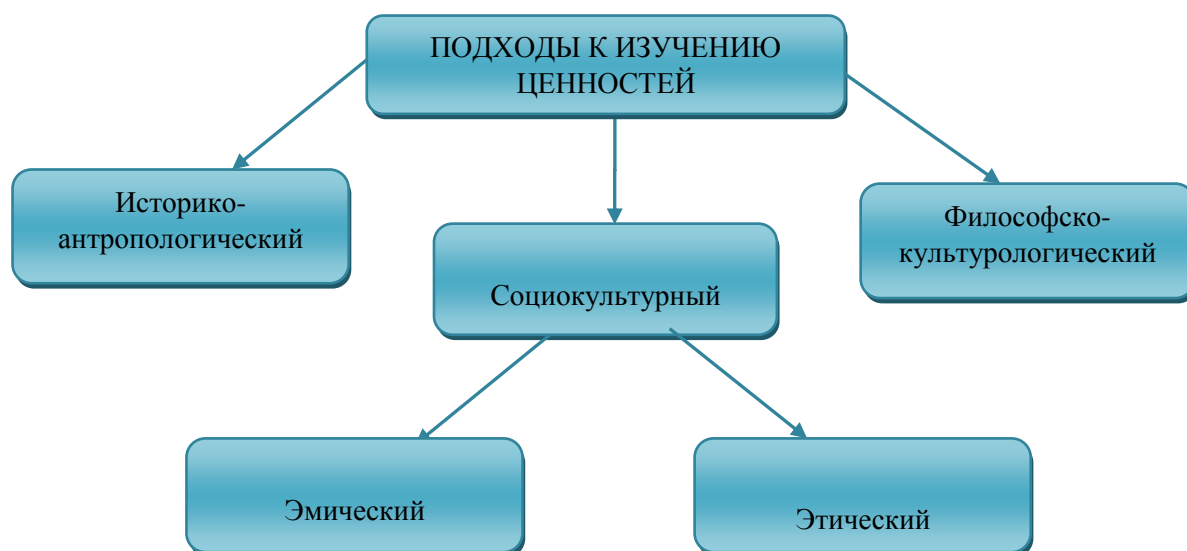 ПОДХОДЫ К ИЗУЧЕНИЮ
ЦЕННОСТЕЙ
Историко-
антропологический
Социокультурный
Философско-
культурологический
Эмический
Этический